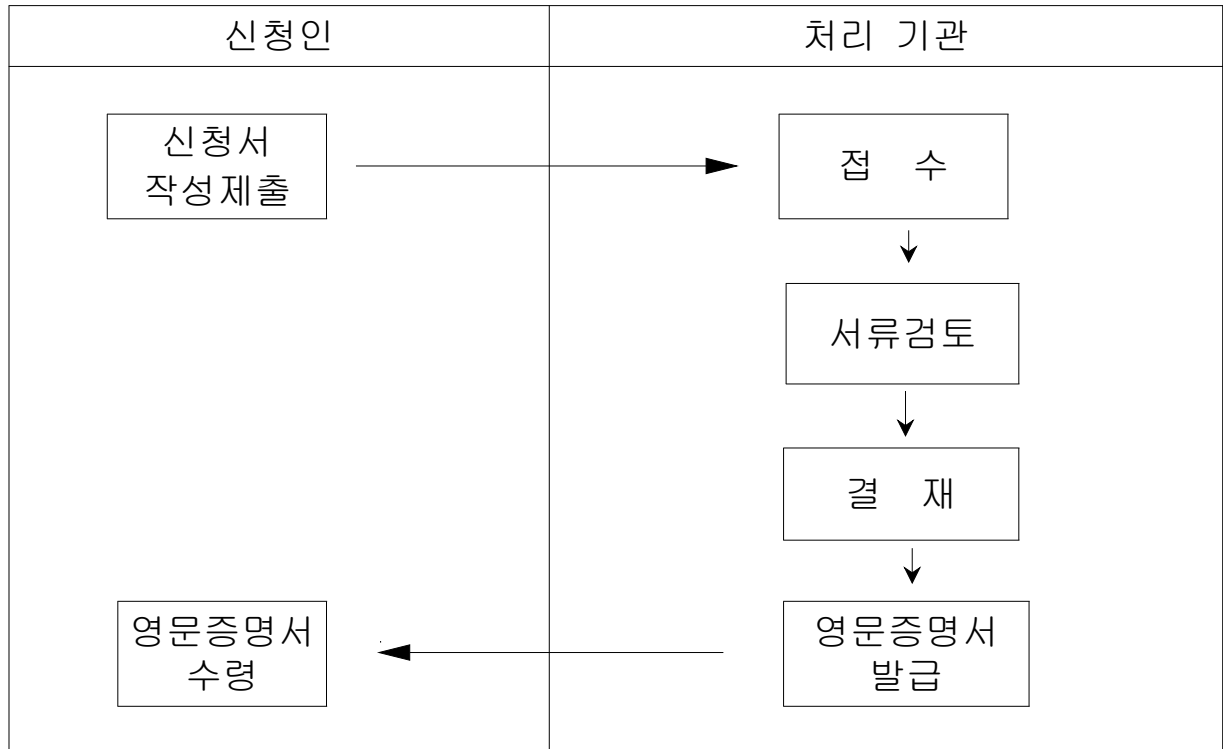 신청인
처리 기관
신청서
작성제출
접 수
서류검토
결 재
영문증명서
발급
영문증명서
수령